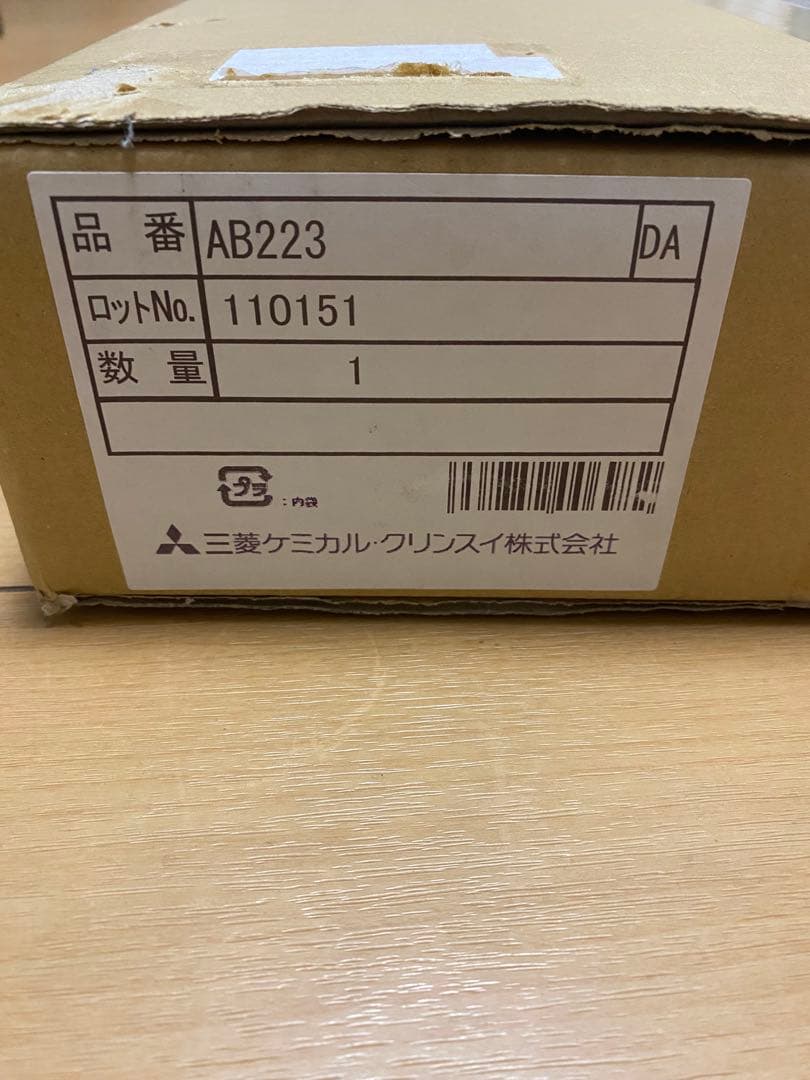 品番 AB223 DA
ロットNo. 110151
数量 1
プラ :内袋
三菱ケミカル・クリンスイ株式会社